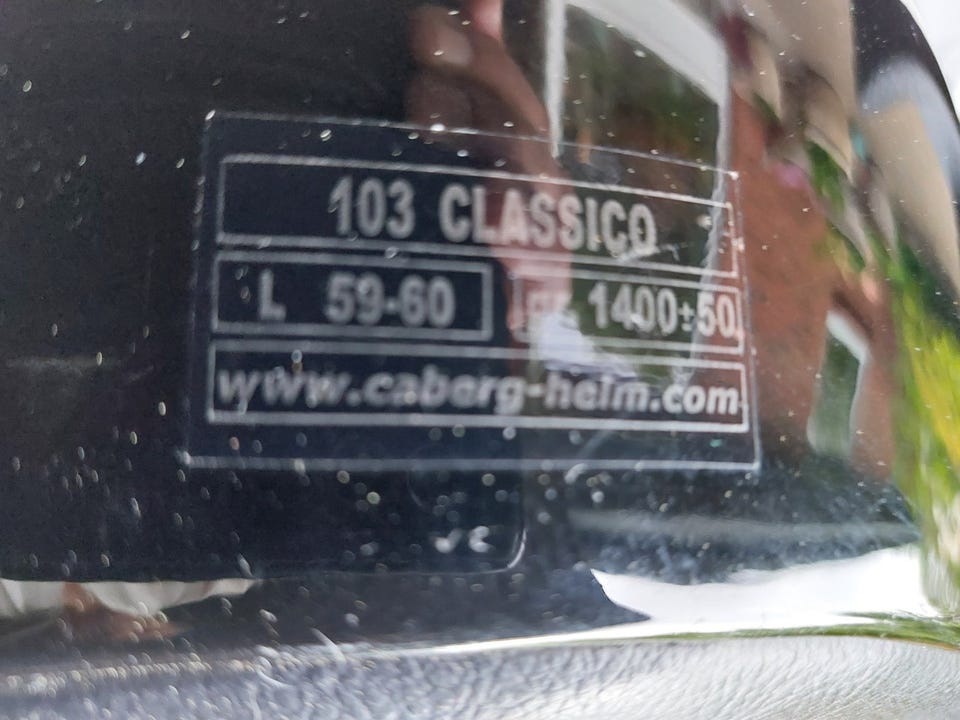 103 CLASSICO
L 59-60 1400±50
www.caberg-helm.com